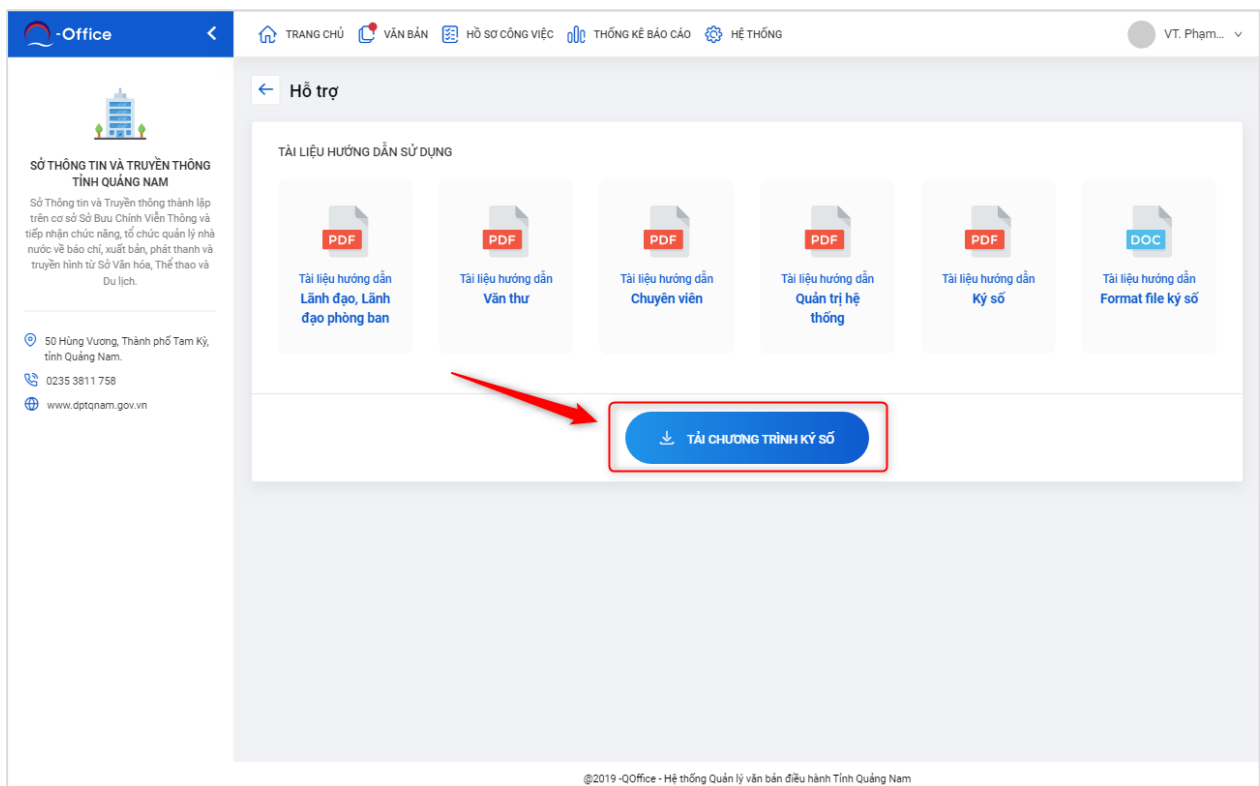 -Office
TRANG CHỦ
VĂN BẢN
HỒ SƠ CÔNG VIỆC
THỐNG KÊ BÁO CÁO
HỆ THỐNG
VT. Phạm...
SỞ THÔNG TIN VÀ TRUYỀN THÔNG
TỈNH QUẢNG NAM
Sở Thông tin và Truyền thông thành lập
trên cơ sở Sở Bưu Chính Viễn Thông và
tiếp nhận chức năng, tổ chức quản lý nhà
nước về báo chí, xuất bản, phát thanh và
truyền hình từ Sở Văn hóa, Thể thao và
Du lịch.
50 Hùng Vương, Thành phố Tam Kỳ,
tỉnh Quảng Nam.
0235 3811 758
www.dptqnam.gov.vn
Hỗ trợ
TÀI LIỆU HƯỚNG DẪN SỬ DỤNG
PDF
Tài liệu hướng dẫn
Lãnh đạo, Lãnh
đạo phòng ban
PDF
Tài liệu hướng dẫn
Văn thư
PDF
Tài liệu hướng dẫn
Chuyên viên
PDF
Tài liệu hướng dẫn
Quản trị hệ
thống
PDF
Tài liệu hướng dẫn
Ký số
DOC
Tài liệu hướng dẫn
Format file ký số
TẢI CHƯƠNG TRÌNH KÝ SỐ
@2019 -QOffice - Hệ thống Quản lý văn bản điều hành Tỉnh Quảng Nam